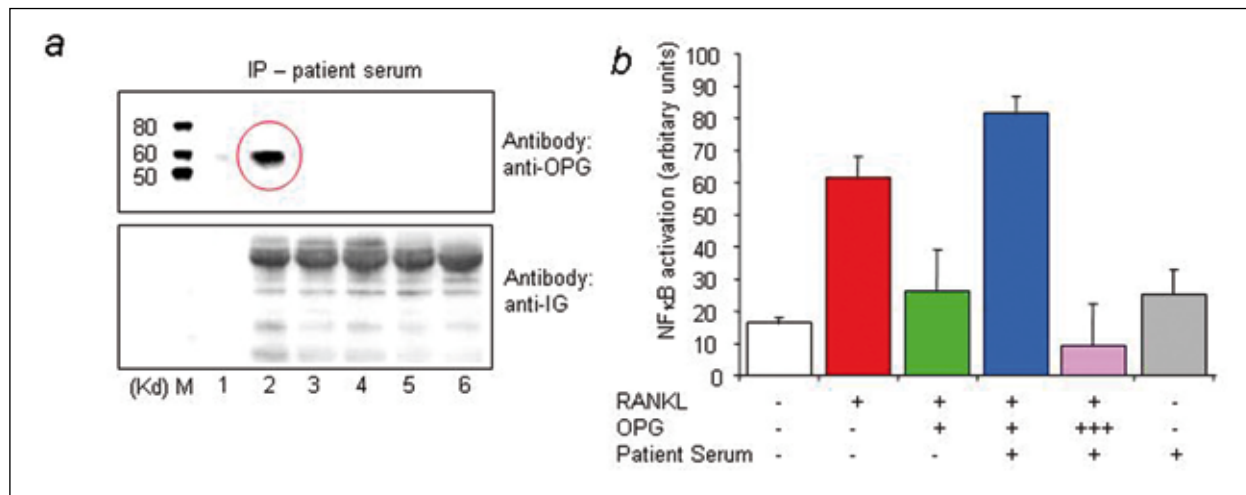 a
IP – patient serum
80
60
50
M
Antibody:
anti-OPG
Antibody:
anti-IG
(Kd) M 1 2 3 4 5 6
b
NFκB activation (arbitary units)
100
90
80
70
60
50
40
30
20
10
0
RANKL - + + + + -
OPG - - + + +++ -
Patient Serum - - - + + +